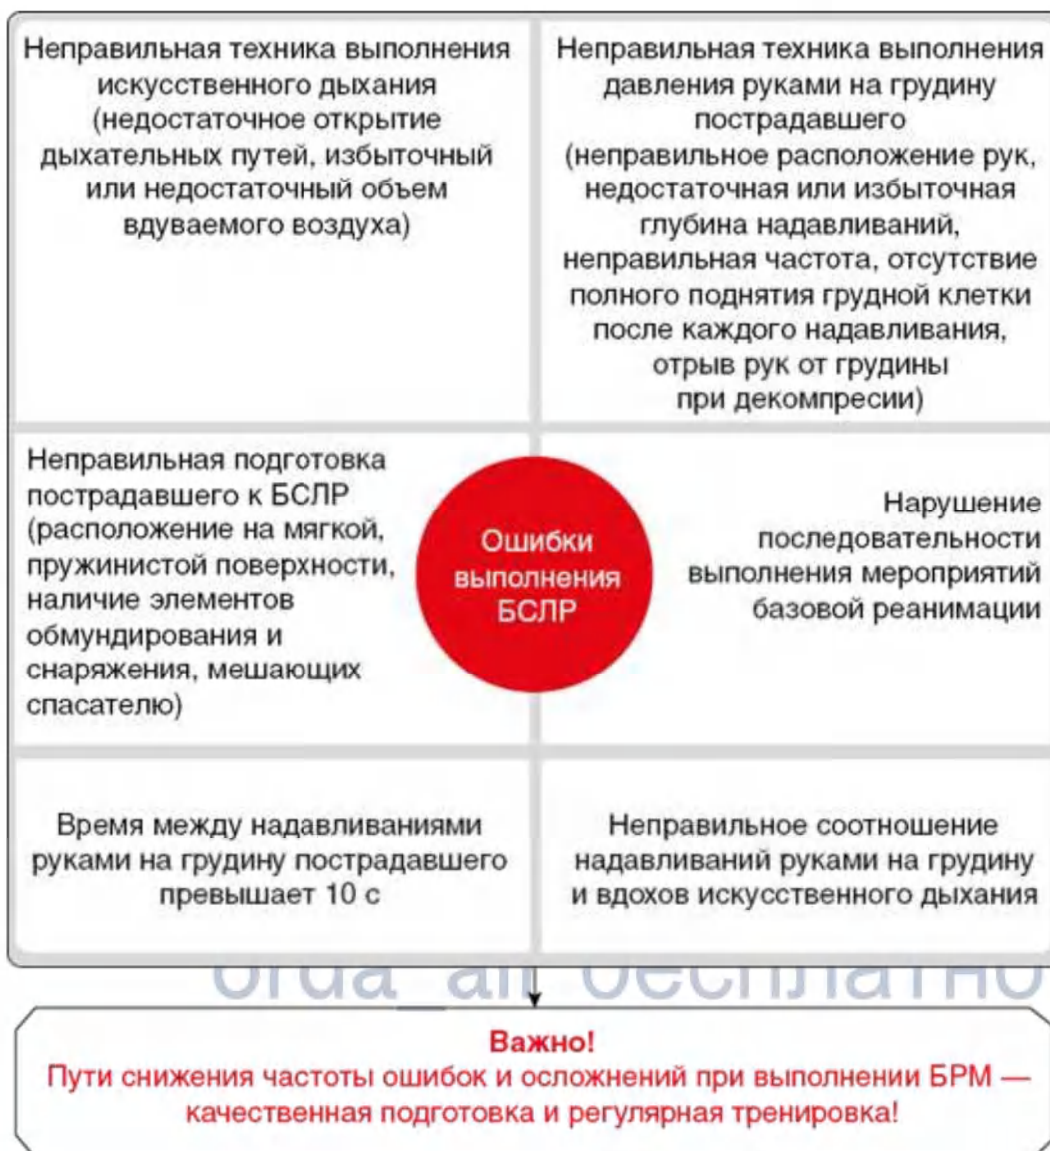 Неправильная техника выполнения
искусственного дыхания
(недостаточное открытие
дыхательных путей, избыточный
или недостаточный объем
вдуваемого воздуха)
Неправильная техника выполнения
давления руками на грудину
пострадавшего
(неправильное расположение рук,
недостаточная или избыточная
глубина надавливаний,
неправильная частота, отсутствие
полного поднятия грудной клетки
после каждого надавливания,
отрыв рук от грудины
при декомпресии)
Неправильная подготовка
пострадавшего к БСЛР
(расположение на мягкой,
пружинистой поверхности,
наличие элементов
обмундирования и
снаряжения, мешающих
спасателю)
Ошибки
выполнения
БСЛР
Нарушение
последовательности
выполнения мероприятий
базовой реанимации
Время между надавливаниями
руками на грудину пострадавшего
превышает 10 с
Неправильное соотношение
надавливаний руками на грудину
и вдохов искусственного дыхания
orda_all бесплатно
Важно!
Пути снижения частоты ошибок и осложнений при выполнении БРМ —
качественная подготовка и регулярная тренировка!